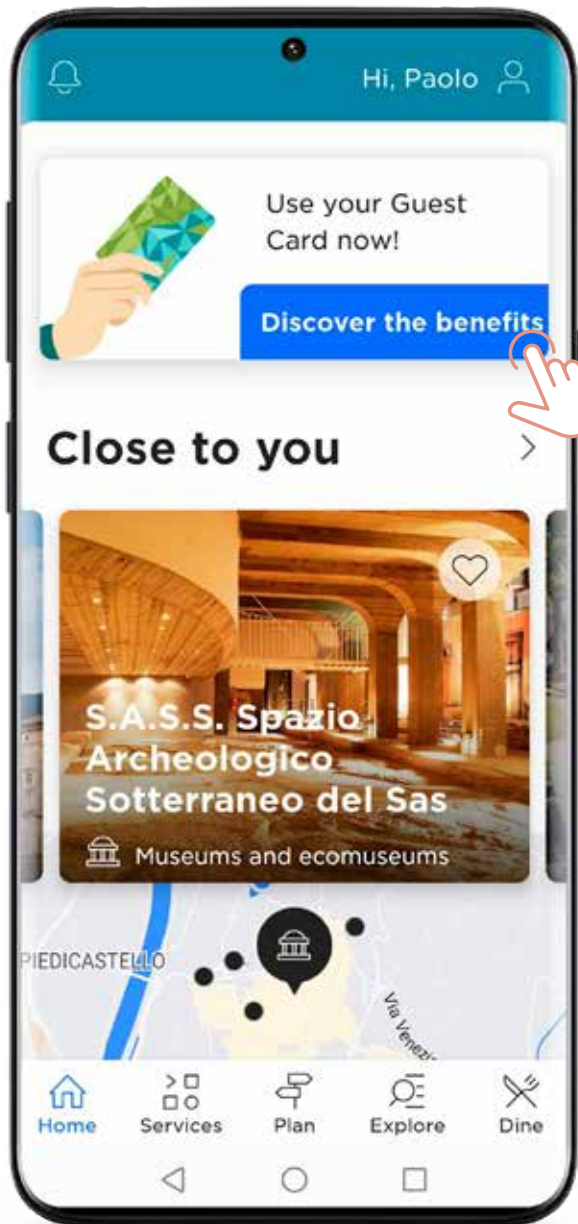 Hi, Paolo
Use your Guest
Card now!
Discover the benefits
Close to you
S.A.S.S. Spazio
Archeologico
Sotterraneo del Sas
Museums and ecomuseums
PIEDICASTELLO
Via Venezi
Home
Services
Plan
Explore
Dine